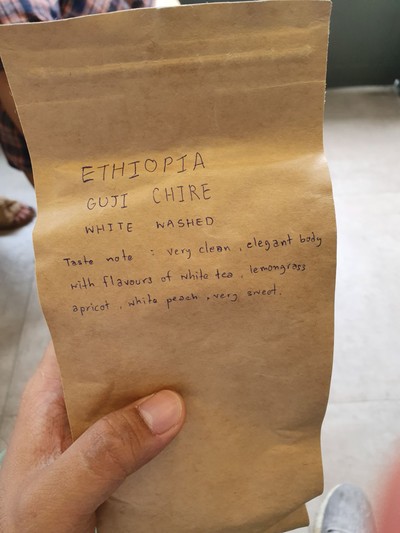 ETHIOPIA
GUJI CHIRE
WHITE WASHED
Taste note : very clean, elegant body
with flavours of white tea, lemongrass
apricot, white peach, very sweet.